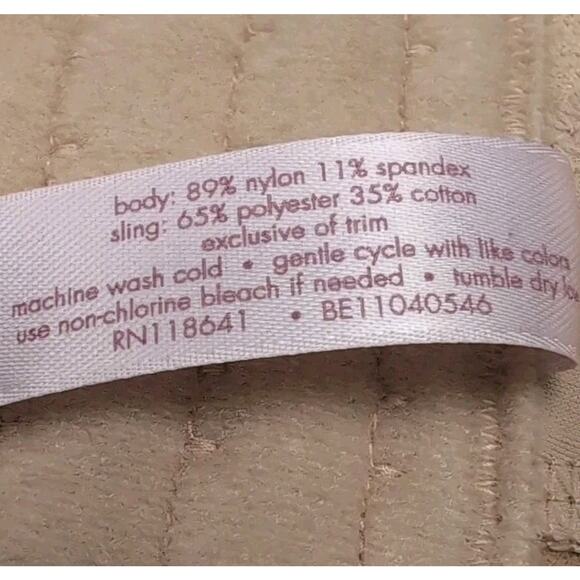 body: 89% nylon 11% spandex
sling: 65% polyester 35% cotton
exclusive of trim
machine wash cold • gentle cycle with like colors
use non-chlorine bleach if needed • tumble dry
RN118641 • BE11040546